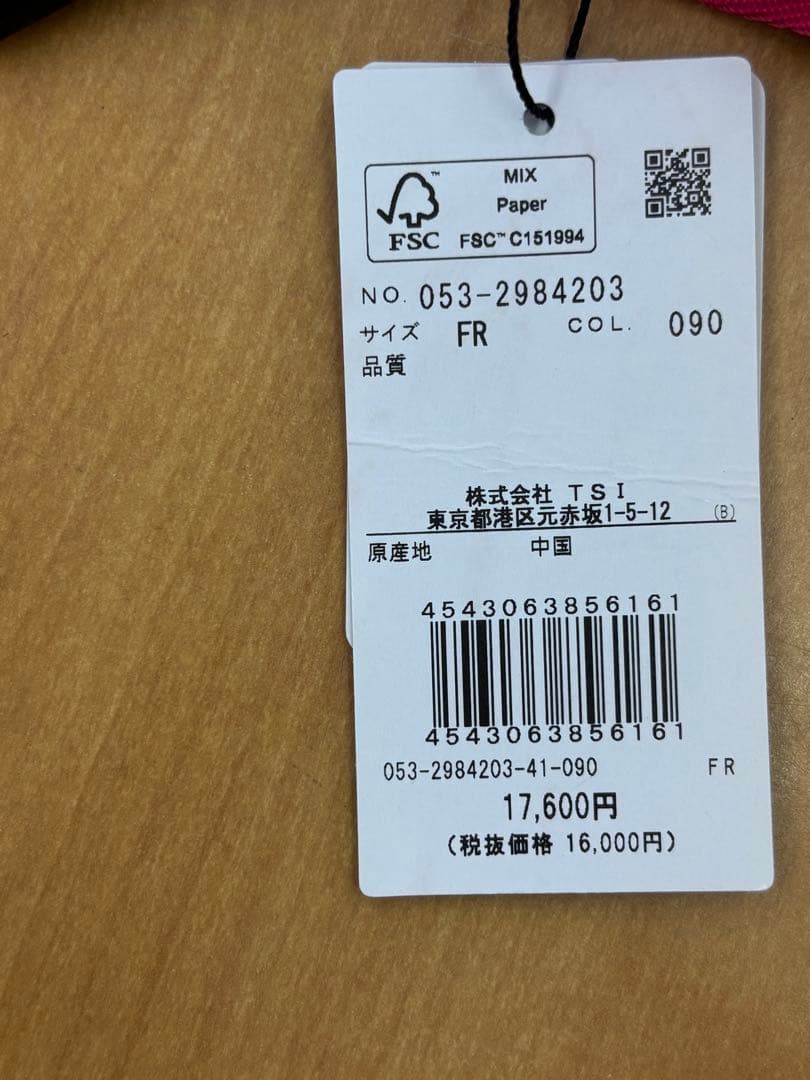 MIX
Paper
FSC™ C151994
FSC™
NO. 053-2984203
サイズ FR COL. 090
品質
株式会社 TSI
東京都港区元赤坂1-5-12 (B)
原産地 中国
4543063856161
4543063856161
053-2984203-41-090 FR
17,600円
(税抜価格 16,000円)